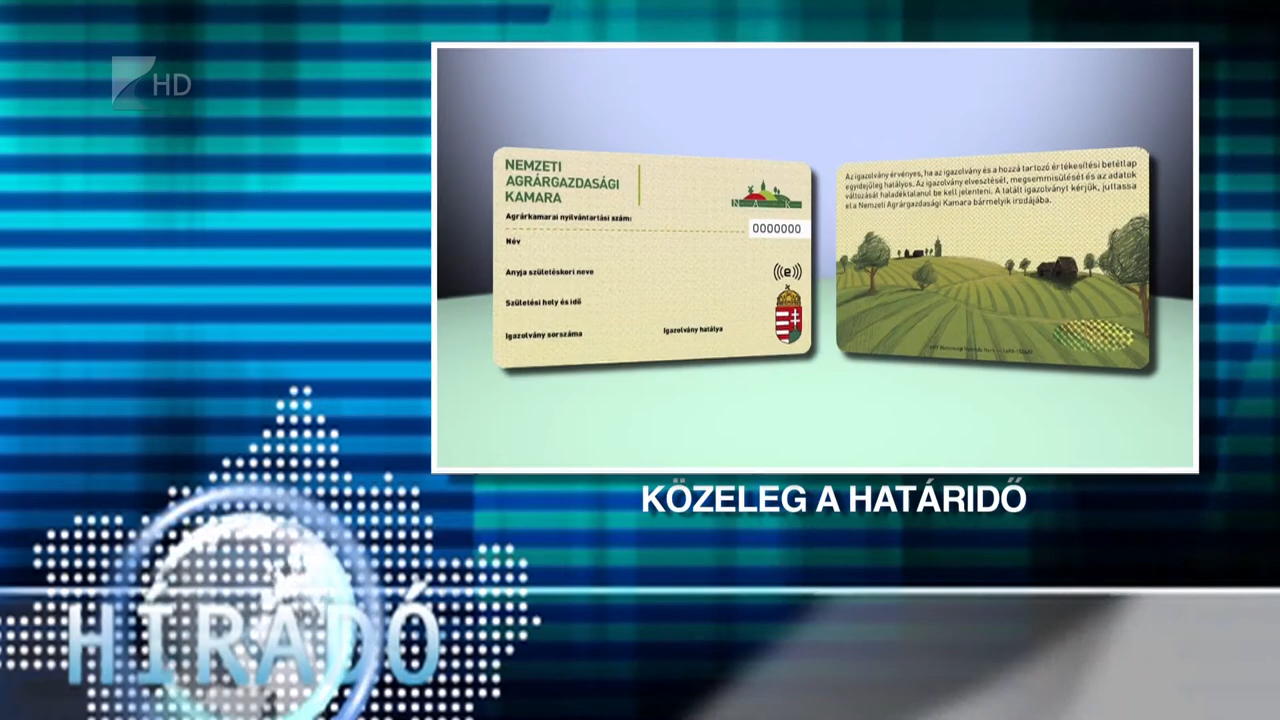 HD
NEMZETI
AGRÁRGAZDASÁGI
KAMARA
NAK
Agrárkamarai nyilvántartási szám:
0000000
Név
Anyja születéskori neve
((e))
Születési hely és idő
Igazolvány sorszáma
Igazolvány hatálya
Az igazolvány érvényes, ha az igazolvány és a hozzá tartozó értékesítési betétlap
egyidejűleg hatályos. Az igazolvány elvesztését, megsemmisülését és az adatok
változását haladéktalanul be kell jelenteni. A talált igazolványt kérjük, juttassa
el a Nemzeti Agrárgazdasági Kamara bármelyik irodájába.
KÖZELEG A HATÁRIDŐ
HÍRADÓ